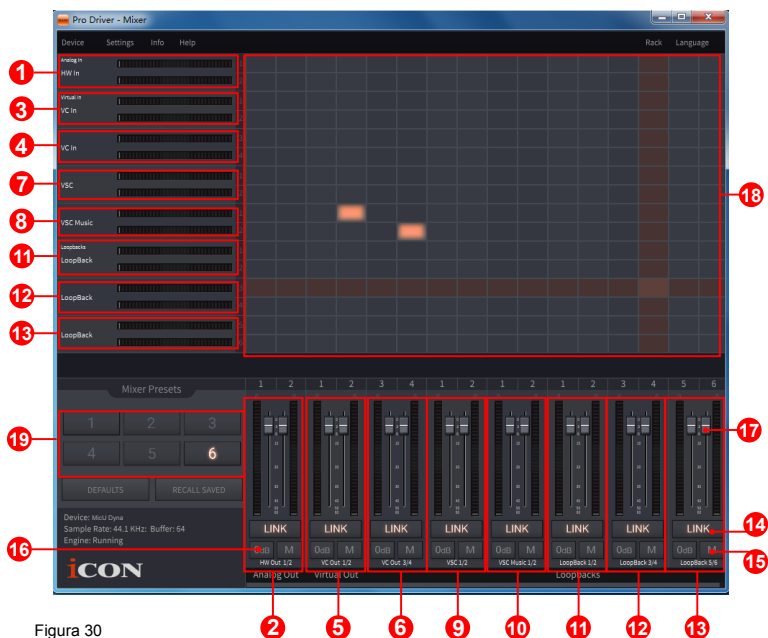 Pro Driver - Mixer
Device Settings Info Help Rack Language
Analog In
1 HW In
Virtual In
3 VC In
4 VC In
7 VSC
18
8 VSC Music
Loopbacks
11 LoopBack
12 LoopBack
13 LoopBack
Mixer Presets
1 2 1 2 3 4 1 2 1 2 1 2 3 4 5 6
19
1 2 3
4 5 6
17
DEFAULTS RECALL SAVED
Device: McU Dyna
Sample Rate: 44.1 KHz: Buffer: 64
Engine: Running
LINK LINK LINK LINK LINK LINK LINK LINK 14
16 0dB M 0dB M 0dB M 0dB M 0dB M 0dB M 0dB M 0dB M 15
HW Out 1/2 VC Out 1/2 VC Out 3/4 VSC 1/2 VSC Music 1/2 LoopBack 1/2 LoopBack 3/4 LoopBack 5/6
iCON
Analog Out Virtual Out Loopbacks
Figura 30
2 5 6 9 10 11 12 13